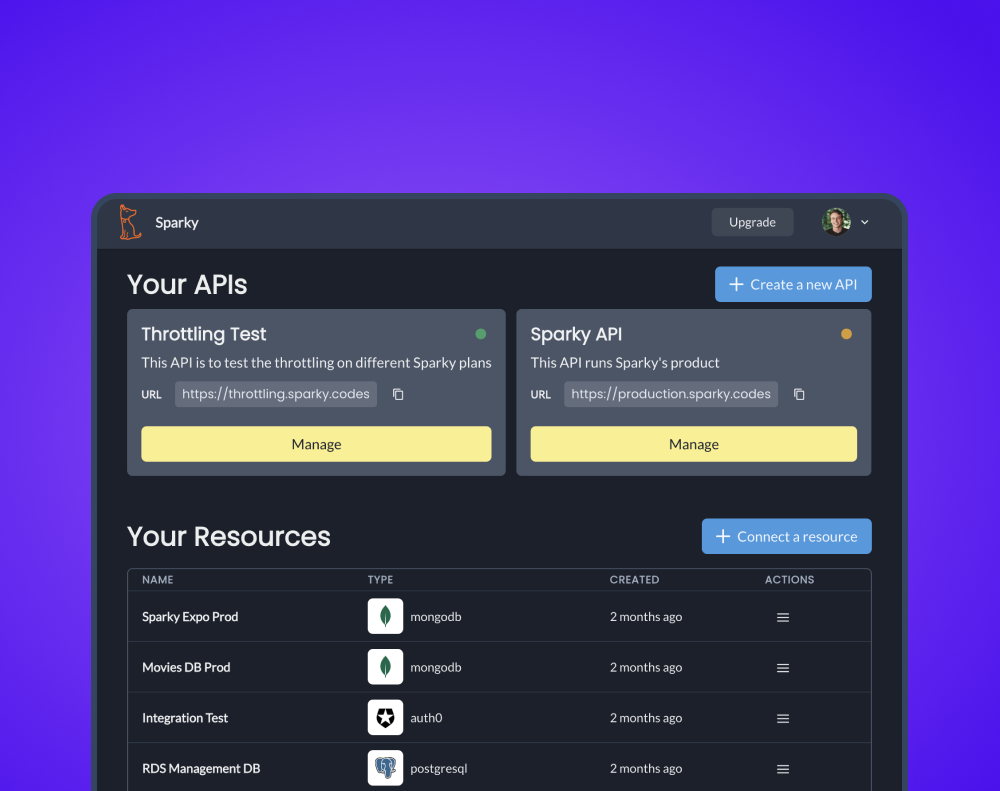 Sparky
Upgrade
Your APIs
Create a new API
Throttling Test
This API is to test the throttling on different Sparky plans
URL https://throttling.sparky.codes
Manage
Sparky API
This API runs Sparky's product
URL https://production.sparky.codes
Manage
Your Resources
Connect a resource
NAME TYPE CREATED ACTIONS
Sparky Expo Prod mongodb 2 months ago
Movies DB Prod mongodb 2 months ago
Integration Test auth0 2 months ago
RDS Management DB postgresql 2 months ago